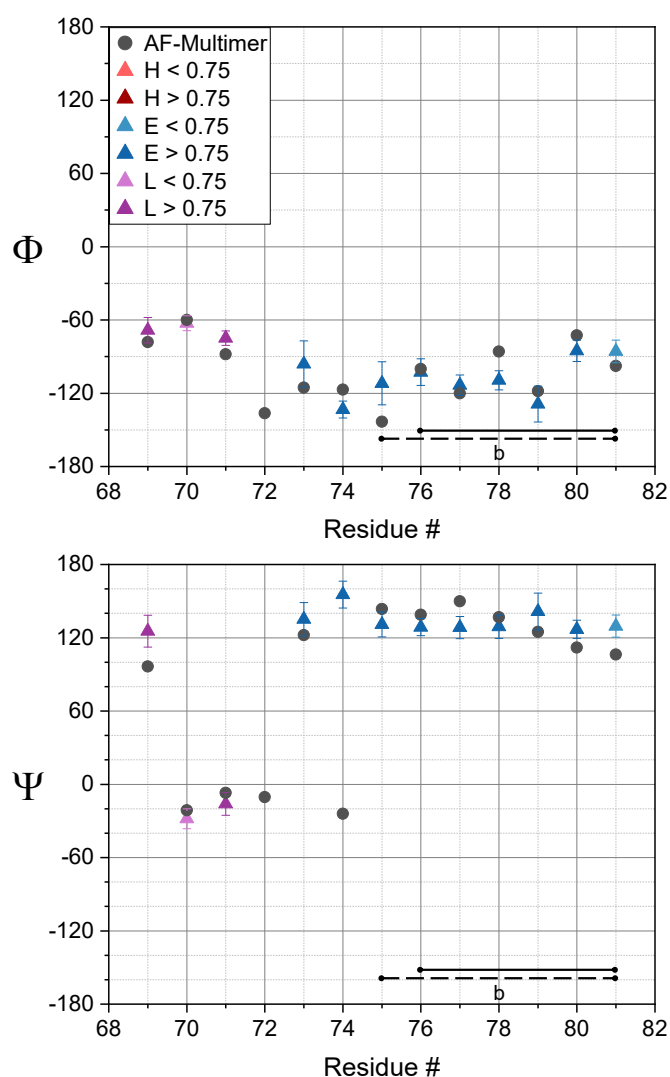 180
120
60
0
-60
-120
-180
Φ
AF-Multimer
H < 0.75
H > 0.75
E < 0.75
E > 0.75
L < 0.75
L > 0.75
b
68 70 72 74 76 78 80 82
Residue #
180
120
60
0
-60
-120
-180
Ψ
b
68 70 72 74 76 78 80 82
Residue #